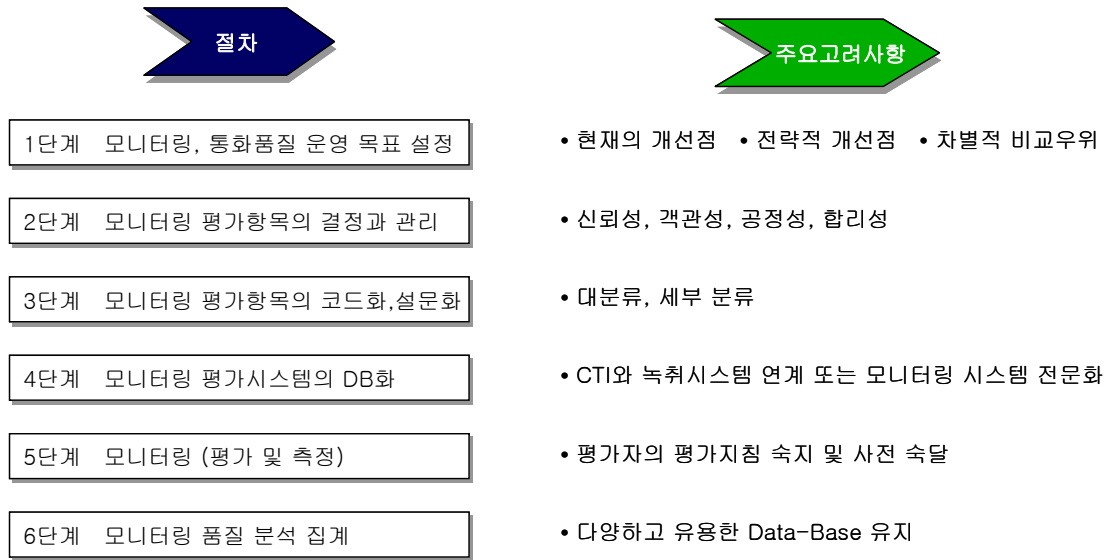 절차
주요고려사항
1단계 모니터링, 통화품질 운영 목표 설정
• 현재의 개선점 • 전략적 개선점 • 차별적 비교우위
2단계 모니터링 평가항목의 결정과 관리
• 신뢰성, 객관성, 공정성, 합리성
3단계 모니터링 평가항목의 코드화,설문화
• 대분류, 세부 분류
4단계 모니터링 평가시스템의 DB화
• CTI와 녹취시스템 연계 또는 모니터링 시스템 전문화
5단계 모니터링 (평가 및 측정)
• 평가자의 평가지침 숙지 및 사전 숙달
6단계 모니터링 품질 분석 집계
• 다양하고 유용한 Data-Base 유지